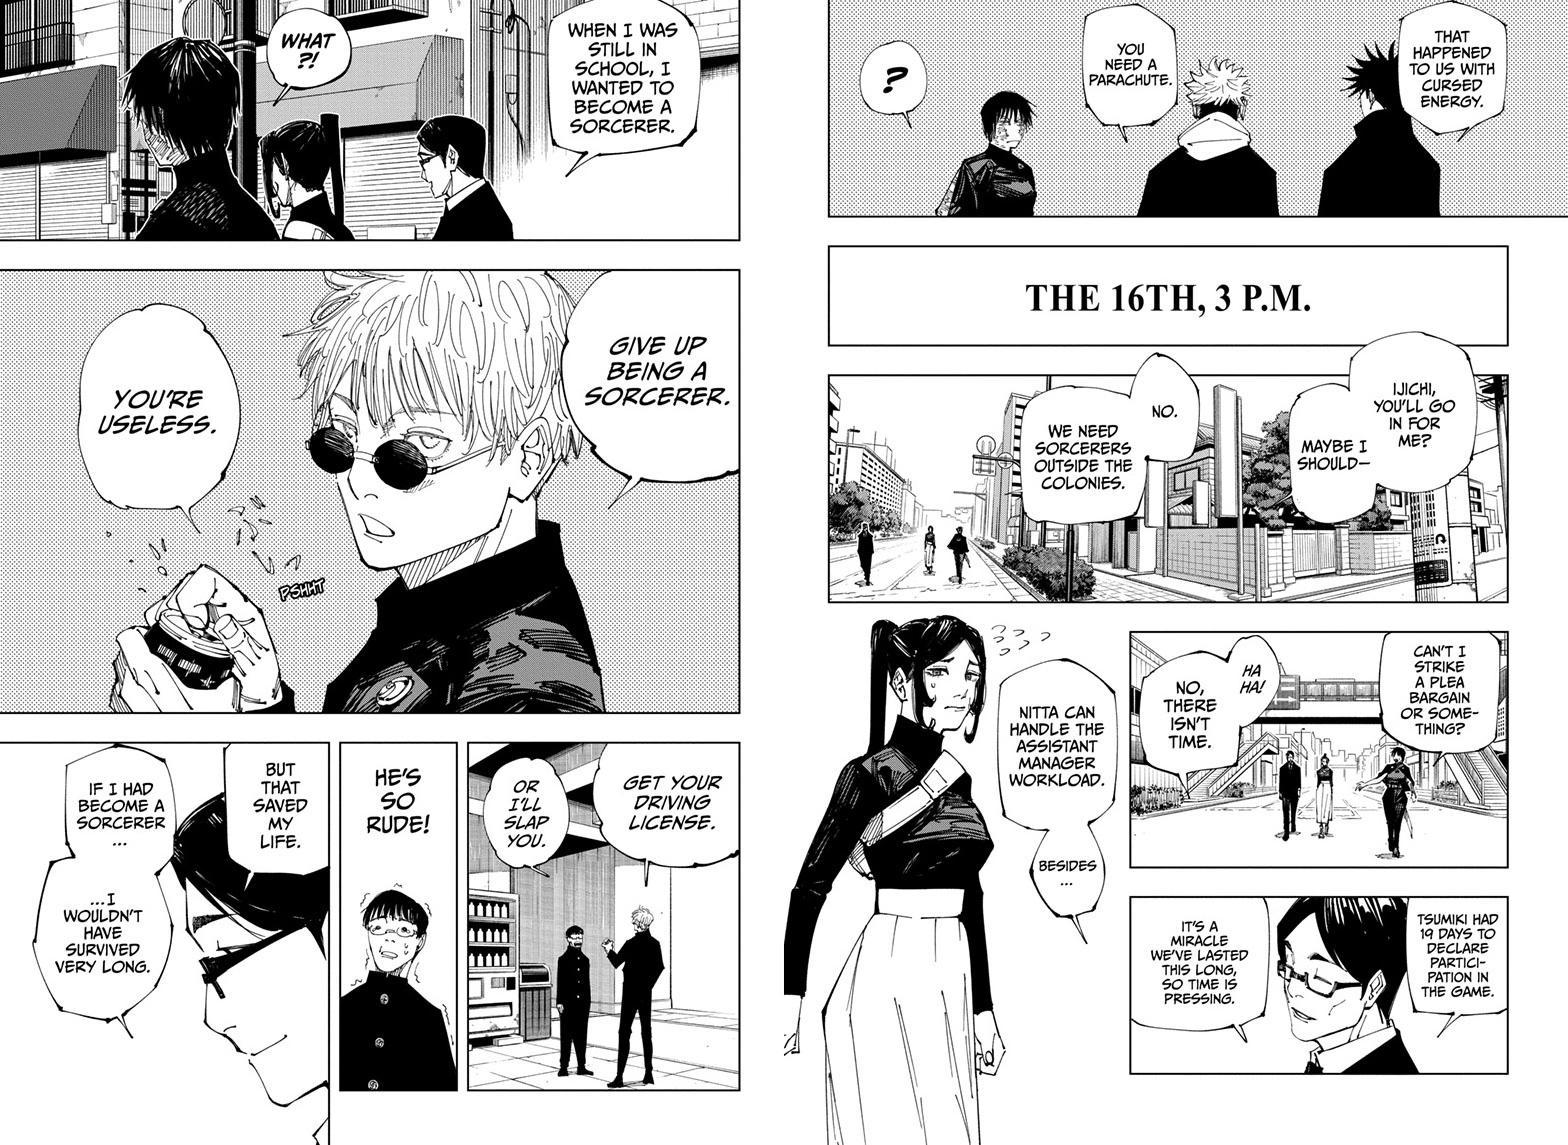 THAT
HAPPENED
TO US WITH
CURSED
ENERGY.
YOU
NEED A
PARACHUTE.
?
THE 16TH, 3 P.M.
IJICHI,
YOU'LL GO
IN FOR
ME?
MAYBE I
SHOULD—
NO.
WE NEED
SORCERERS
OUTSIDE THE
COLONIES.
CAN'T I
STRIKE
A PLEA
BARGAIN
OR SOME-
THING?
HA
HA!
NO,
THERE
ISN'T
TIME.
TSUMIKI HAD
19 DAYS TO
DECLARE
PARTICI-
PATION IN
THE GAME.
IT'S A
MIRACLE
WE'VE LASTED
THIS LONG,
SO TIME IS
PRESSING.
NITTA CAN
HANDLE THE
ASSISTANT
MANAGER
WORKLOAD.
BESIDES
...
WHEN I WAS
STILL IN
SCHOOL, I
WANTED TO
BECOME A
SORCERER.
WHAT
?!
GIVE UP
BEING A
SORCERER.
YOU'RE
USELESS.
PSHHT
GET YOUR
DRIVING
LICENSE.
OR
I'LL
SLAP
YOU.
HE'S
SO
RUDE!
BUT
THAT
SAVED
MY
LIFE.
IF I HAD
BECOME A
SORCERER
...
...I
WOULDN'T
HAVE
SURVIVED
VERY LONG.